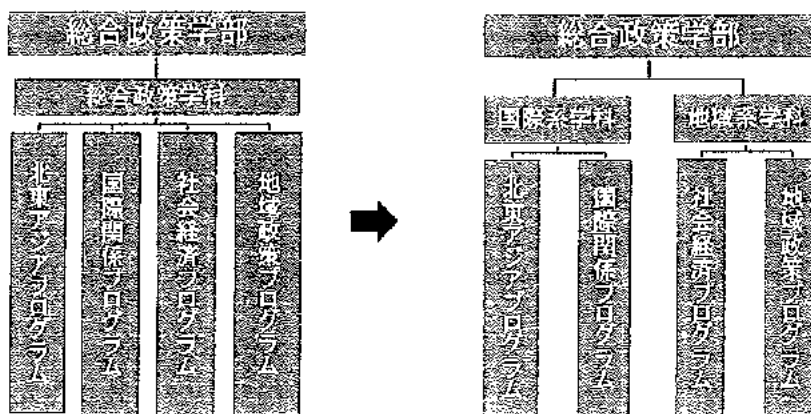 総合政策学部
総合政策学科
北東アジアプログラム
国際関係プログラム
社会経済プログラム
地域政策プログラム
総合政策学部
国際系学科
地域系学科
北東アジアプログラム
国際関係プログラム
社会経済プログラム
地域政策プログラム